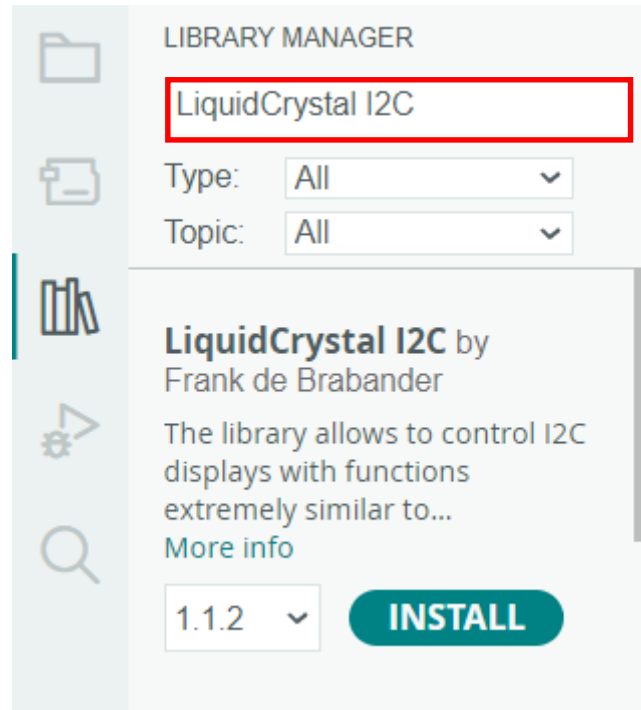 LIBRARY MANAGER
LiquidCrystal I2C
Type: All
Topic: All
LiquidCrystal I2C by
Frank de Brabander
The library allows to control I2C
displays with functions
extremely similar to...
More info
1.1.2 INSTALL